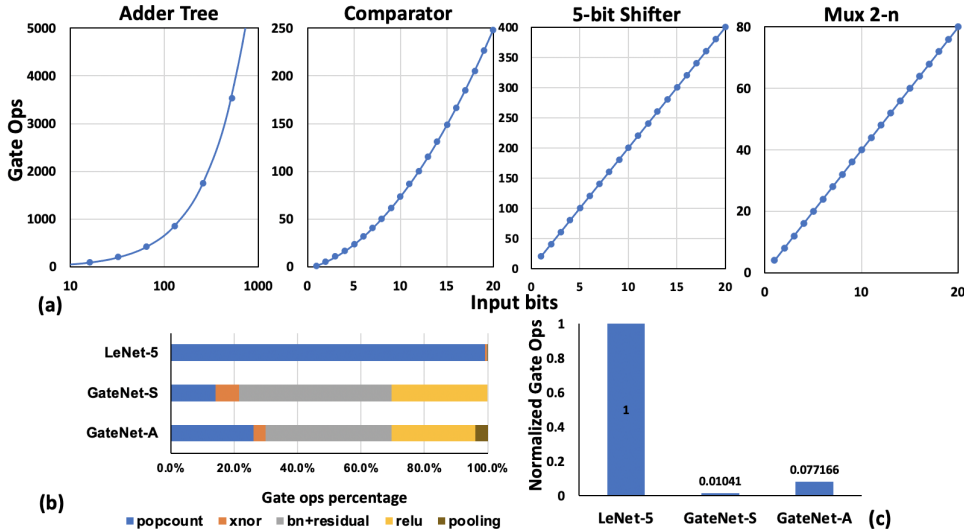 Adder Tree
Comparator
5-bit Shifter
Mux 2-n
Gate Ops
5000
4000
3000
2000
1000
0
10 100 1000
250
200
150
100
50
0
0 5 10 15 20
400
350
300
250
200
150
100
50
0
0 5 10 15 20
80
60
40
20
0
0 10 20
(a)
Input bits
LeNet-5
GateNet-S
GateNet-A
0.0% 20.0% 40.0% 60.0% 80.0% 100.0%
Gate ops percentage
(b)
popcount xnor bn+residual relu pooling
Normalized Gate Ops
1
0.8
0.6
0.4
0.2
0
1
0.01041
0.077166
LeNet-5 GateNet-S GateNet-A
(c)